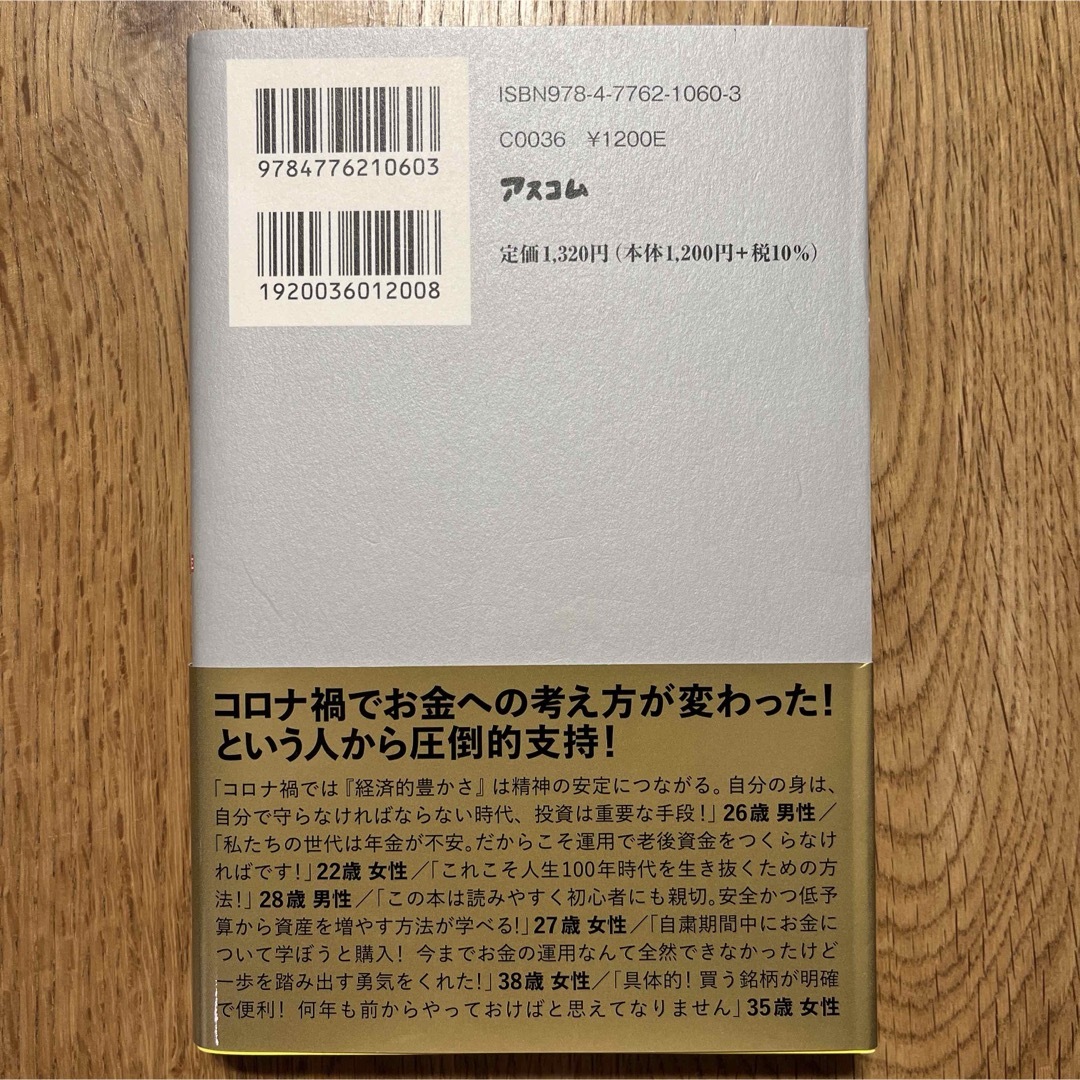 9784776210603
1920036012008
ISBN978-4-7762-1060-3
C0036 ¥1200E
アスコム
定価1,320円(本体1,200円+税10%)
コロナ禍でお金への考え方が変わった!
という人から圧倒的支持!
「コロナ禍では『経済的豊かさ』は精神の安定につながる。自分の身は、
自分で守らなければならない時代、投資は重要な手段!」26歳 男性/
「私たちの世代は年金が不安。だからこそ運用で老後資金をつくらなけ
ればです!」22歳 女性/「これこそ人生100年時代を生き抜くための方
法!」28歳 男性/「この本は読みやすく初心者にも親切。安全かつ低予
算から資産を増やす方法が学べる!」27歳 女性/「自粛期間中にお金に
ついて学ぼうと購入! 今までお金の運用なんて全然できなかったけど
一歩を踏み出す勇気をくれた!」38歳 女性/「具体的! 買う銘柄が明確
で便利! 何年も前からやっておけばと思えてなりません」35歳 女性